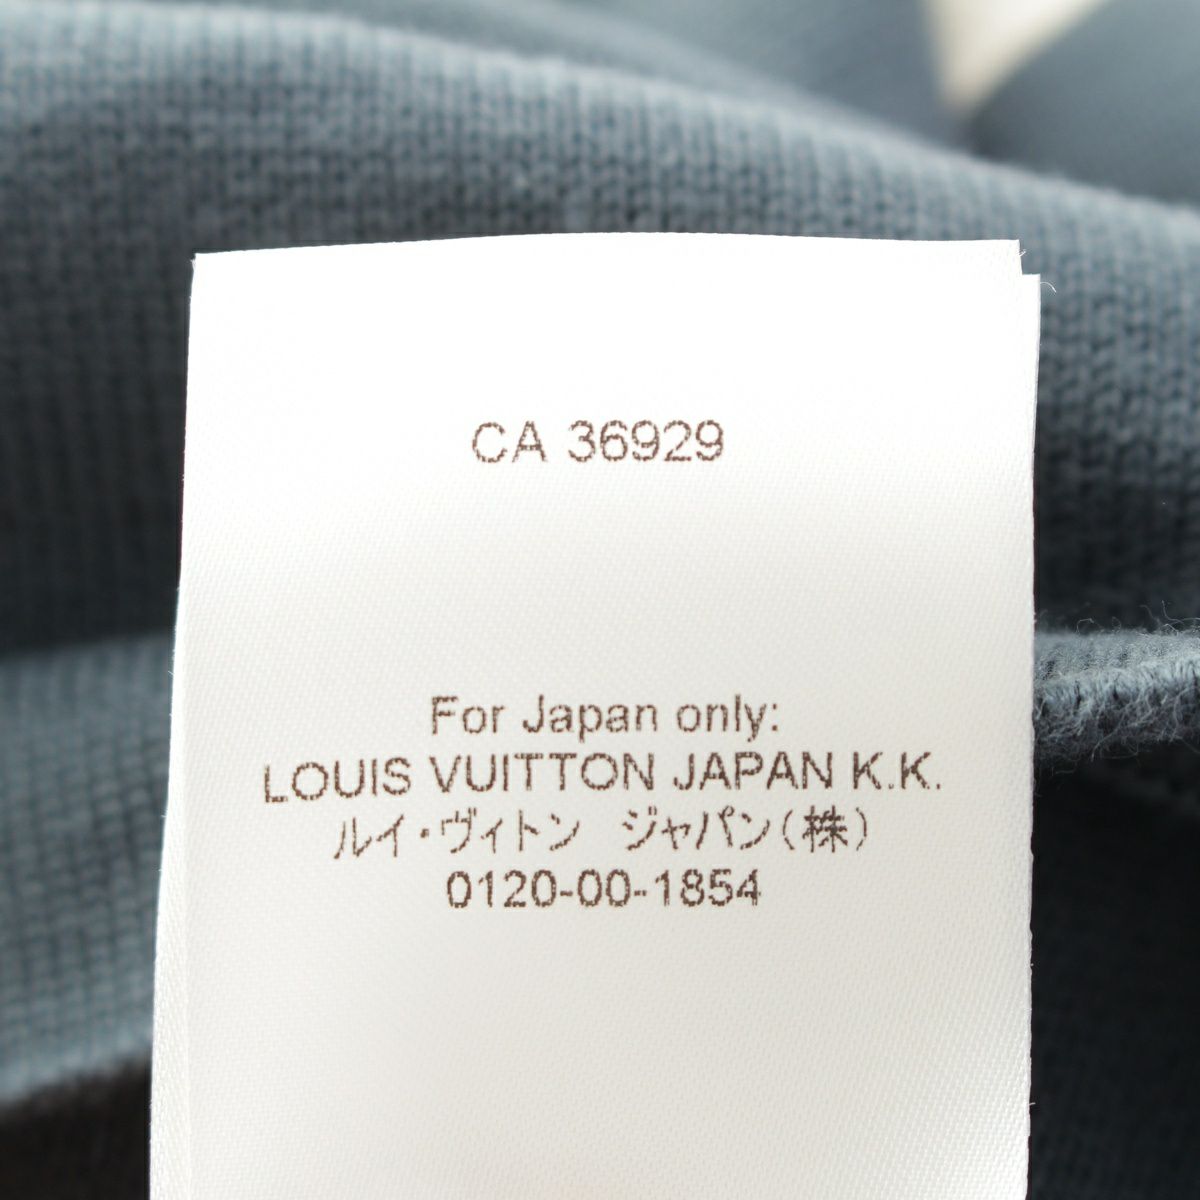 CA 36929
For Japan only:
LOUIS VUITTON JAPAN K.K.
ルイ・ヴィトン　ジャパン(株)
0120-00-1854